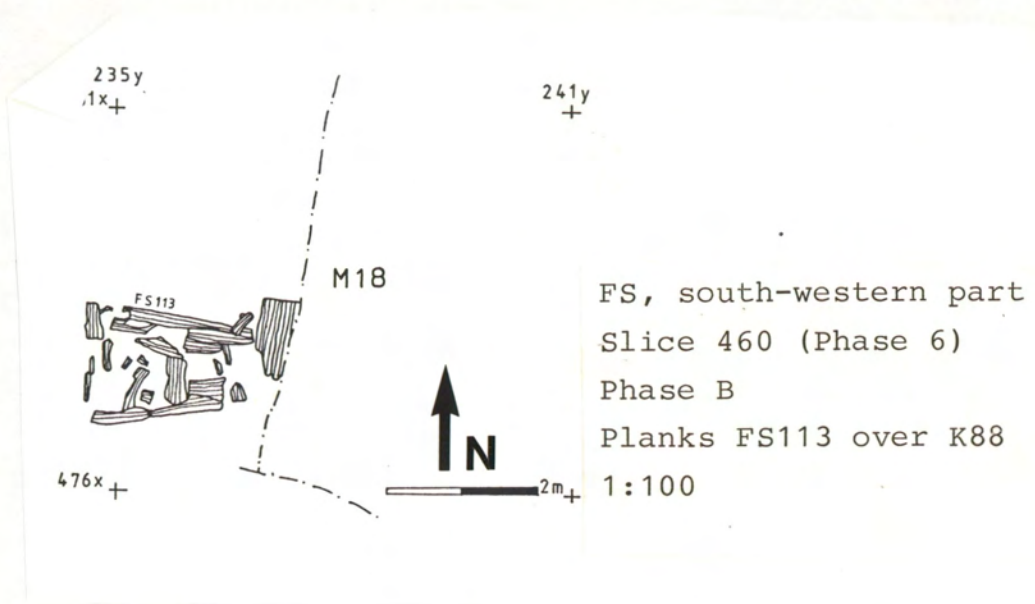 235y
1x
241y
M18
FS113
476x
N
2m
FS, south-western part
Slice 460 (Phase 6)
Phase B
Planks FS113 over K88
1:100